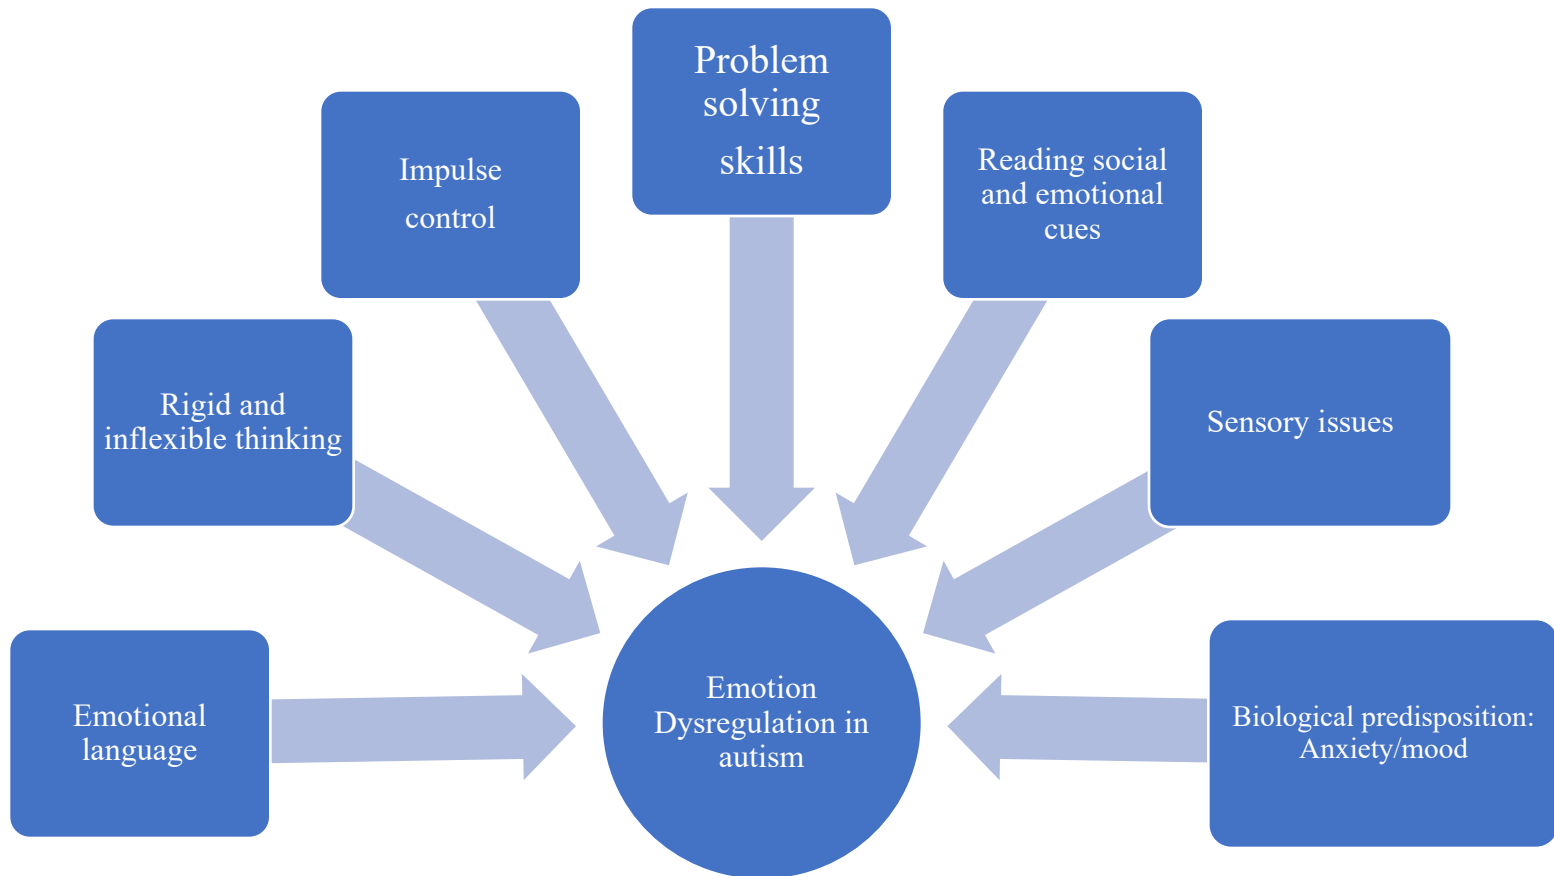 Problem
solving
skills
Impulse
control
Reading social
and emotional
cues
Rigid and
inflexible thinking
Sensory issues
Emotional
language
Emotion
Dysregulation in
autism
Biological predisposition:
Anxiety/mood